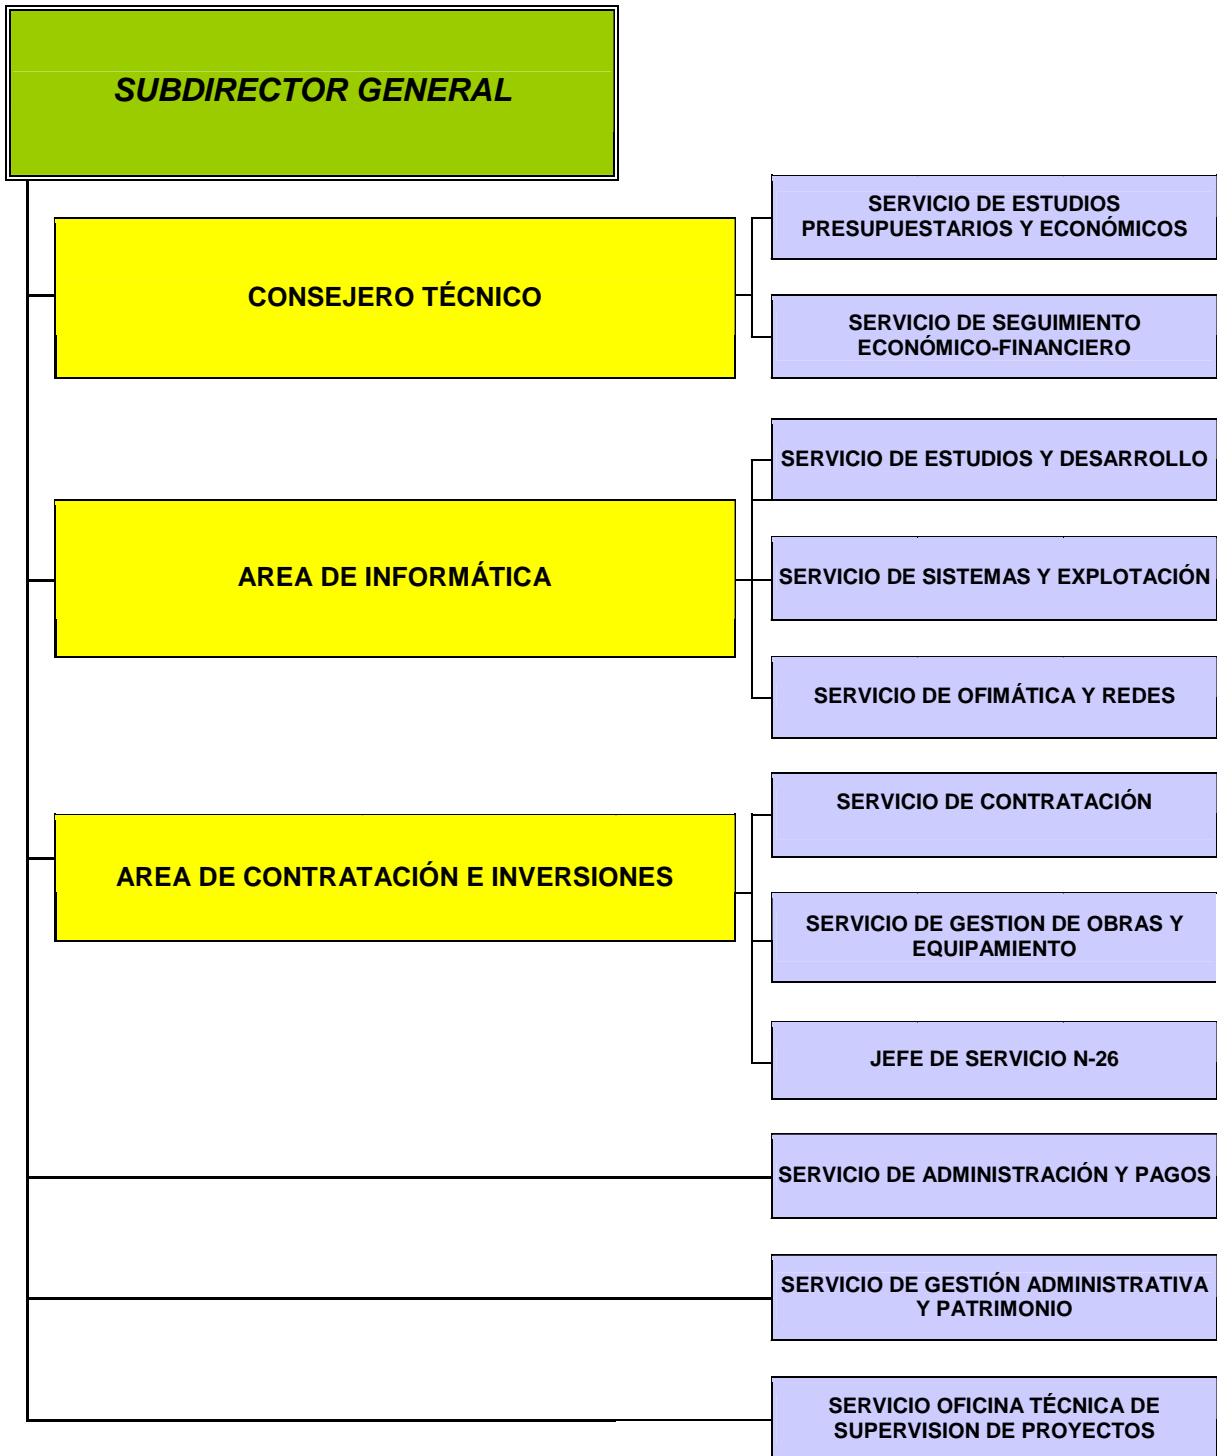 SUBDIRECTOR GENERAL
SERVICIO DE ESTUDIOS
PRESUPUESTARIOS Y ECONÓMICOS
CONSEJERO TÉCNICO
SERVICIO DE SEGUIMIENTO
ECONÓMICO-FINANCIERO
SERVICIO DE ESTUDIOS Y DESARROLLO
AREA DE INFORMÁTICA
SERVICIO DE SISTEMAS Y EXPLOTACIÓN
SERVICIO DE OFIMÁTICA Y REDES
SERVICIO DE CONTRATACIÓN
AREA DE CONTRATACIÓN E INVERSIONES
SERVICIO DE GESTION DE OBRAS Y
EQUIPAMIENTO
JEFE DE SERVICIO N-26
SERVICIO DE ADMINISTRACIÓN Y PAGOS
SERVICIO DE GESTIÓN ADMINISTRATIVA
Y PATRIMONIO
SERVICIO OFICINA TÉCNICA DE
SUPERVISION DE PROYECTOS